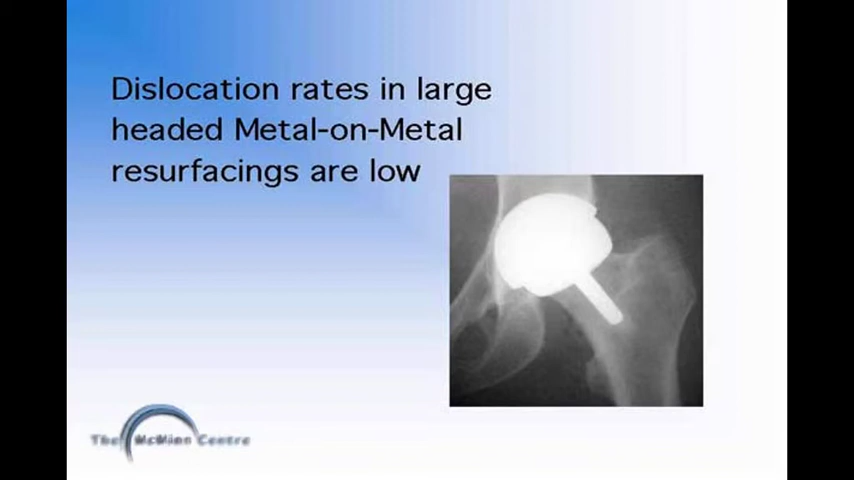 Dislocation rates in large
headed Metal-on-Metal
resurfacings are low
The McMinn Centre